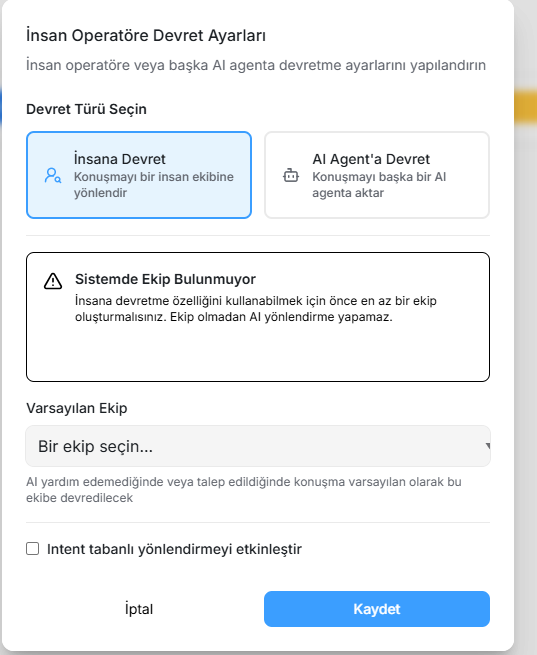 İnsan Operatöre Devret Ayarları
İnsan operatöre veya başka AI agenta devretme ayarlarını yapılandırın
Devret Türü Seçin
İnsana Devret
Konuşmayı bir insan ekibine
yönlendir
AI Agent'a Devret
Konuşmayı başka bir AI
agenta aktar
Sistemde Ekip Bulunmuyor
İnsana devretme özelliğini kullanabilmek için önce en az bir ekip
oluşturmalısınız. Ekip olmadan AI yönlendirme yapamaz.
Varsayılan Ekip
Bir ekip seçin...
AI yardım edemediğinde veya talep edildiğinde konuşma varsayılan olarak bu
ekibe devredilecek
Intent tabanlı yönlendirmeyi etkinleştir
İptal
Kaydet